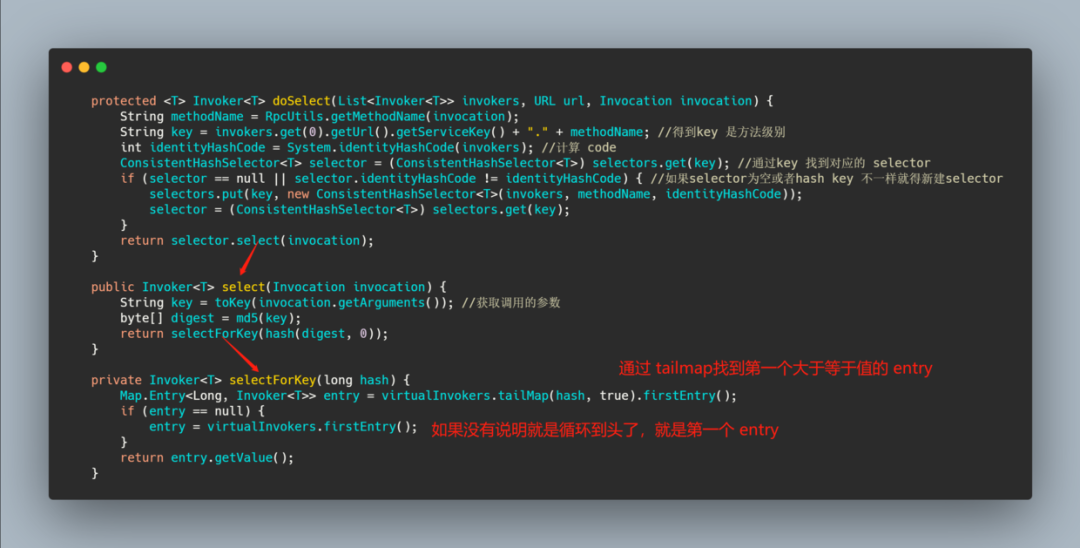 protected <T> Invoker<T> doSelect(List<Invoker<T>> invokers, URL url, Invocation invocation) {
String methodName = RpcUtils.getMethodName(invocation);
String key = invokers.get(0).getUrl().getServiceKey() + "." + methodName; //得到key 是方法级别
int identityHashCode = System.identityHashCode(invokers); //计算 code
ConsistentHashSelector<T> selector = (ConsistentHashSelector<T>) selectors.get(key); //通过key 找到对应的 selector
if (selector == null || selector.identityHashCode != identityHashCode) { //如果selector为空或者hash key 不一样就得新建selector
selectors.put(key, new ConsistentHashSelector<T>(invokers, methodName, identityHashCode));
selector = (ConsistentHashSelector<T>) selectors.get(key);
}
return selector.select(invocation);
}
public Invoker<T> select(Invocation invocation) {
String key = toKey(invocation.getArguments()); //获取调用的参数
byte[] digest = md5(key);
return selectForKey(hash(digest, 0));
}
通过 tailmap找到第一个大于等于值的 entry
private Invoker<T> selectForKey(long hash) {
Map.Entry<Long, Invoker<T>> entry = virtualInvokers.tailMap(hash, true).firstEntry();
if (entry == null) {
entry = virtualInvokers.firstEntry(); 如果没有说明就是循环到头了，就是第一个 entry
}
return entry.getValue();
}